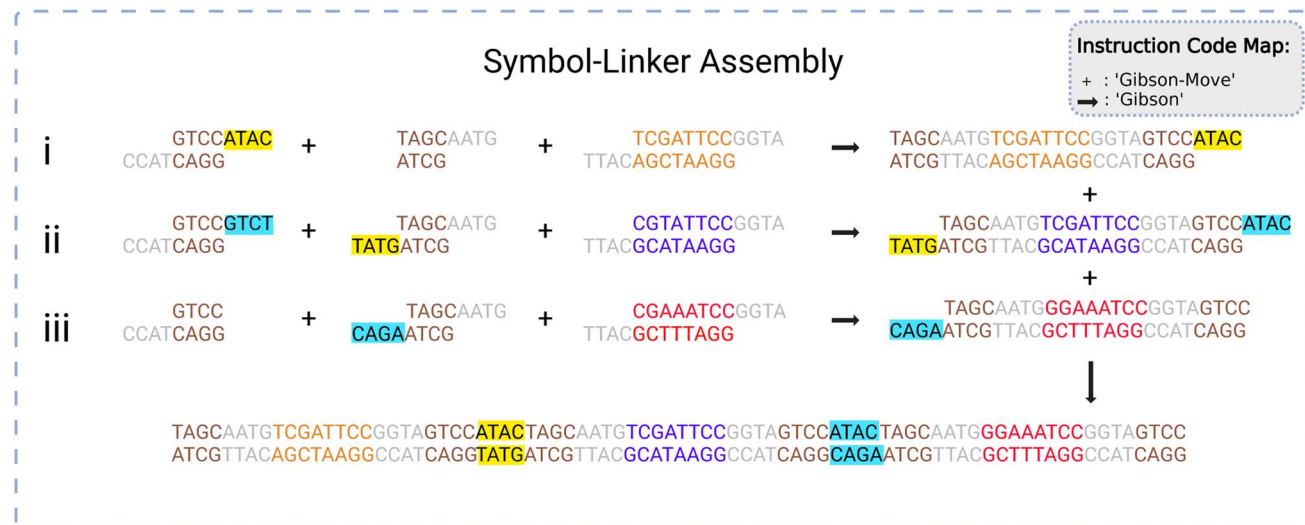 Symbol-Linker Assembly
Instruction Code Map:
+ : 'Gibson-Move'
➡ : 'Gibson'
i
GTCCATAC + TAGCAATG + TCGATTCCGGTA ➡ TAGCAATGTCGATTCCGGTAGTCCATAC
CCATCAGG ATCG TTACAGCTAAGG ATCGTTACAGCTAAGGCCATCAGG
+
ii
GTCCGTCT + TAGCAATG + CGTATTCCGGTA ➡ TAGCAATGTCGATTCCGGTAGTCCATAC
CCATCAGG TATGATCG TTACGCATAAGG TATGATCGTTACGCATAAGGCCATCAGG
+
iii
GTCC + TAGCAATG + CGAAATCCGGTA ➡ TAGCAATGGGAAATCCGGTAGTCC
CCATCAGG CAGAATCG TTACGCTTTAGG CAGAATCGTTACGCTTTAGGCCATCAGG
TAGCAATGTCGATTCCGGTAGTCCATACTAGCAATGTCGATTCCGGTAGTCCATACTAGCAATGGGAAATCCGGTAGTCC
ATCGTTACAGCTAAGGCCATCAGGTATGATCGTTACGCATAAGGCCATCAGGCAGAATCGTTACGCTTTAGGCCATCAGG